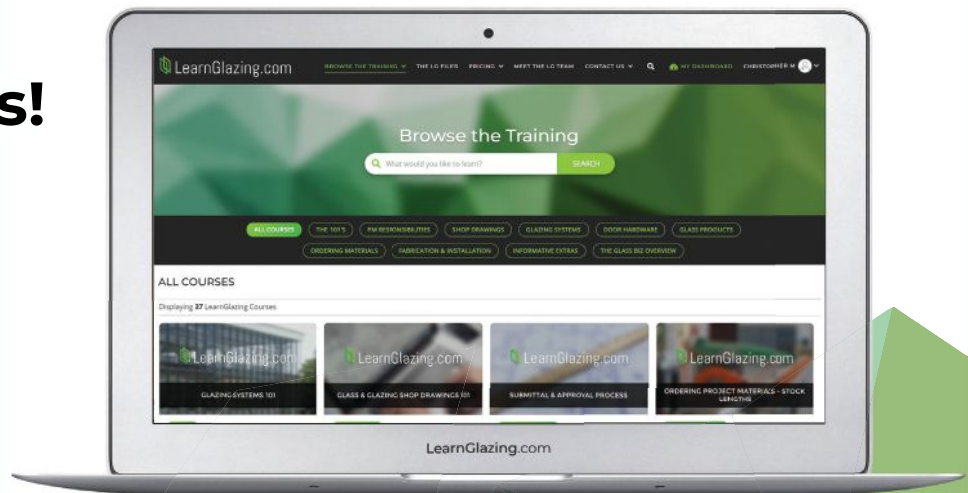 s!
LearnGlazing.com
BROWSE THE TRAINING THE LG FILES PRICING MEET THE LG TEAM CONTACT US MY DASHBOARD CHRISTOPHER M
Browse the Training
What would you like to learn? SEARCH
ALL COURSES THE 101'S PM RESPONSIBILITIES SHOP DRAWINGS GLAZING SYSTEMS DOOR HARDWARE GLASS PRODUCTS
ORDERING MATERIALS FABRICATION & INSTALLATION INFORMATIVE EXTRAS THE GLASS BIZ OVERVIEW
ALL COURSES
Displaying 37 LearnGlazing Courses
LearnGlazing.com LearnGlazing.com LearnGlazing.com LearnGlazing.com
GLAZING SYSTEMS 101 GLASS & GLAZING SHOP DRAWINGS 101 SUBMITTAL & APPROVAL PROCESS ORDERING PROJECT MATERIALS - STOCK
LENGTHS
LearnGlazing.com